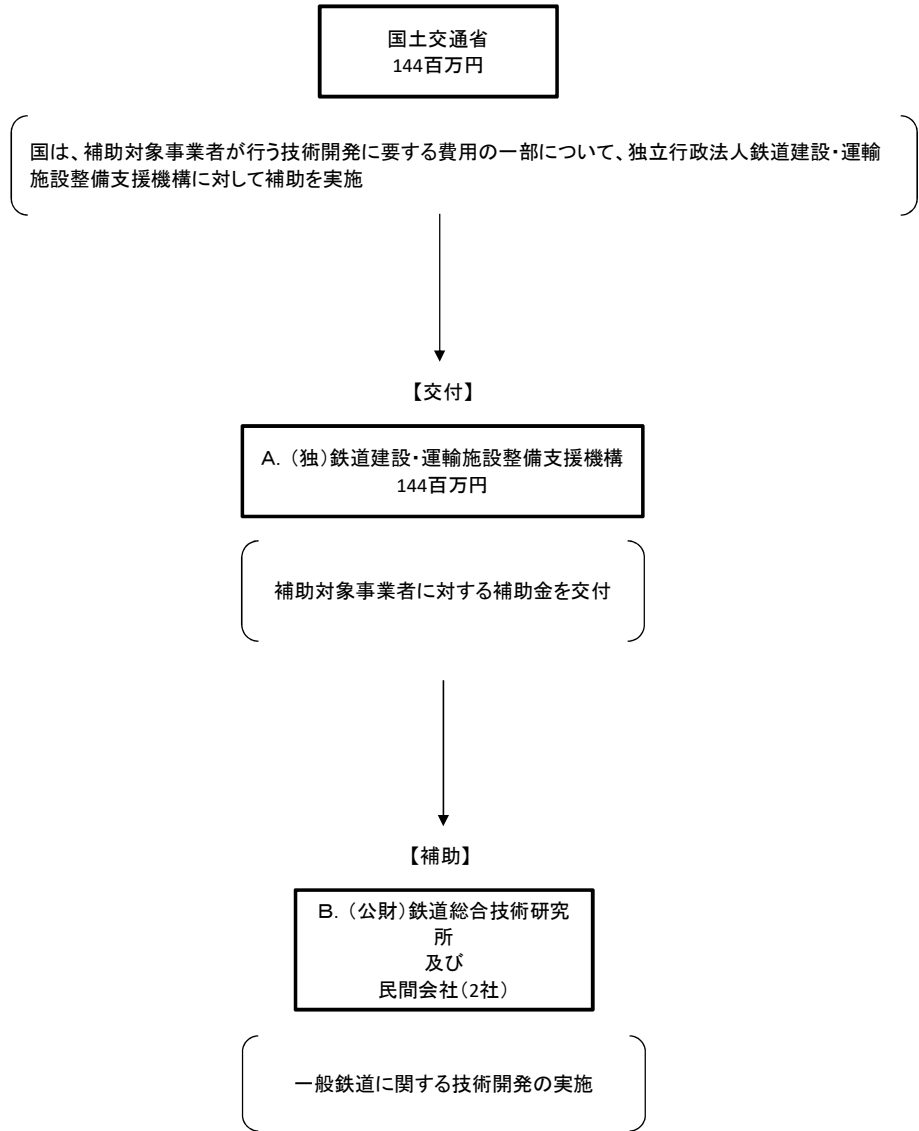 国土交通省
144百万円
国は、補助対象事業者が行う技術開発に要する費用の一部について、独立行政法人鉄道建設・運輸
施設整備支援機構に対して補助を実施
【交付】
A.（独）鉄道建設・運輸施設整備支援機構
144百万円
補助対象事業者に対する補助金を交付
【補助】
B.（公財）鉄道総合技術研究
所
及び
民間会社（2社）
一般鉄道に関する技術開発の実施